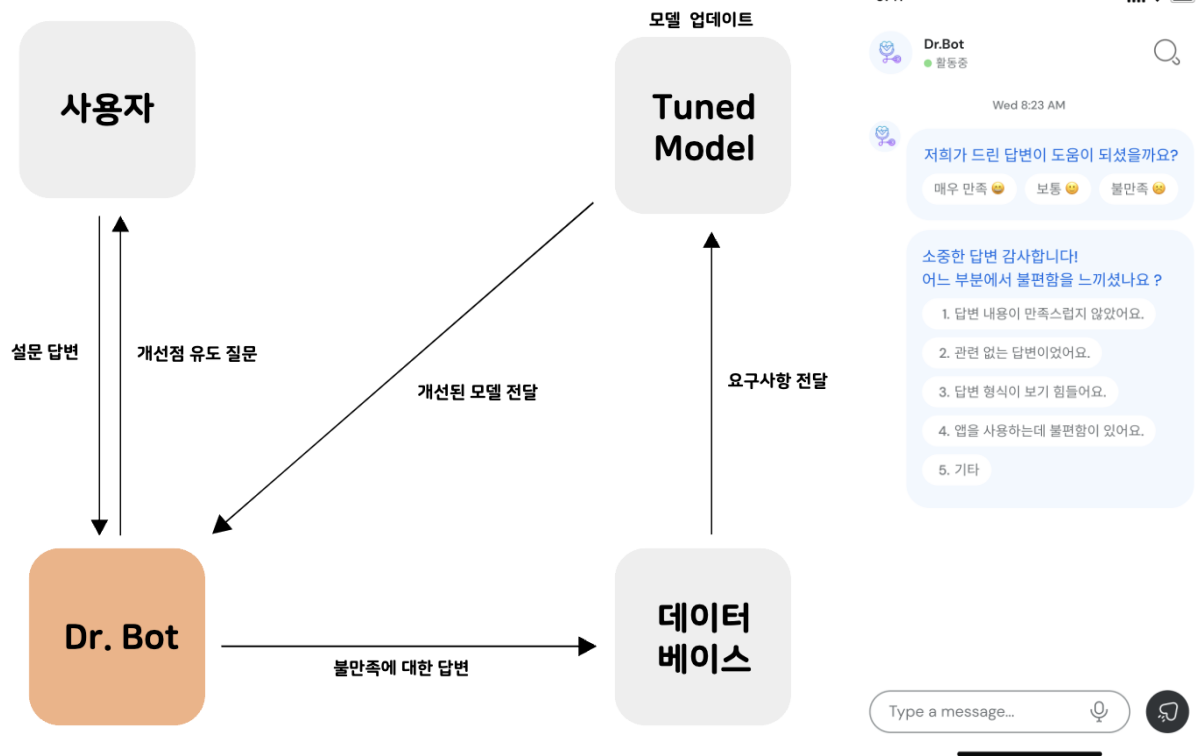 모델 업데이트
사용자
Tuned
Model
설문 답변
개선점 유도 질문
개선된 모델 전달
요구사항 전달
Dr. Bot
불만족에 대한 답변
데이터
베이스
Dr.Bot
활동중
Wed 8:23 AM
저희가 드린 답변이 도움이 되셨을까요?
매우 만족 😄 보통 🙂 불만족 ☹️
소중한 답변 감사합니다!
어느 부분에서 불편함을 느끼셨나요 ?
1. 답변 내용이 만족스럽지 않았어요.
2. 관련 없는 답변이었어요.
3. 답변 형식이 보기 힘들어요.
4. 앱을 사용하는데 불편함이 있어요.
5. 기타
Type a message...